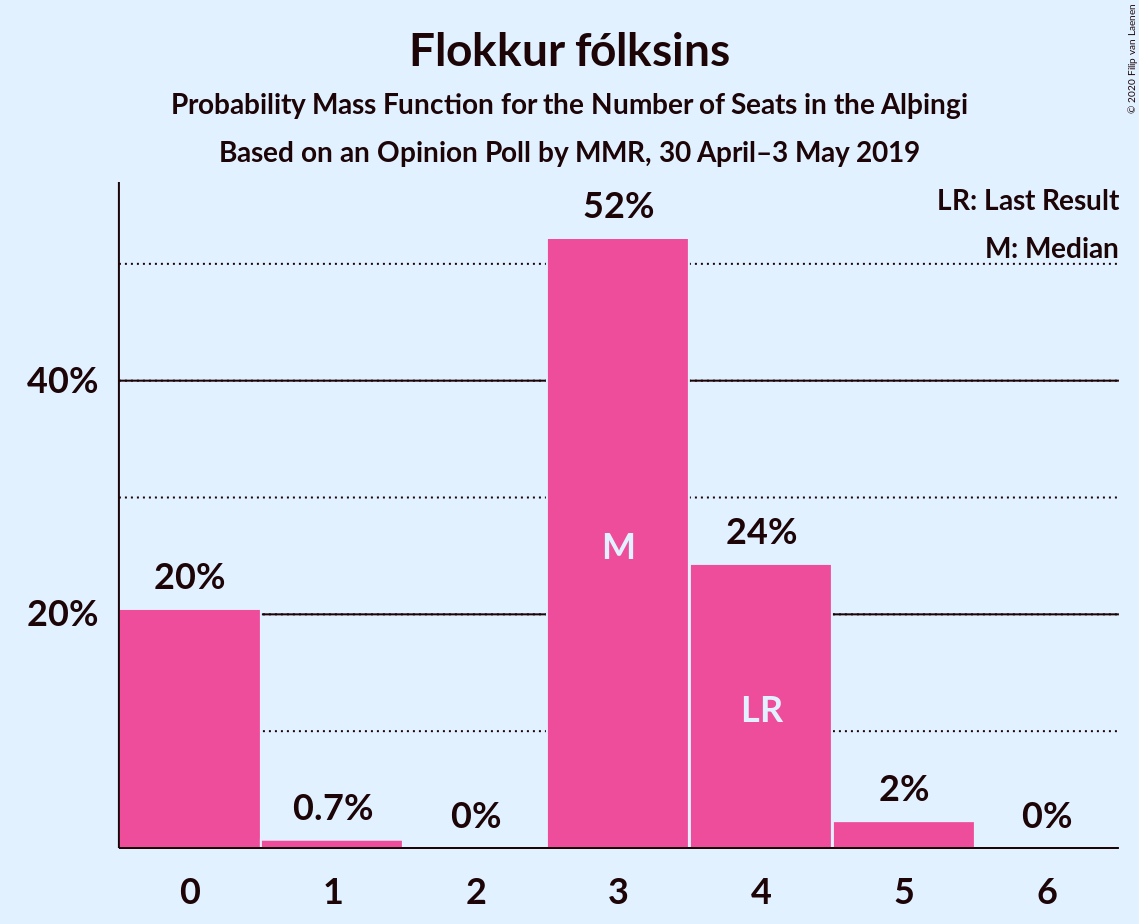 Flokkur fólksins
Probability Mass Function for the Number of Seats in the Alþingi
Based on an Opinion Poll by MMR, 30 April–3 May 2019
© 2020 Filip van Laenen
LR: Last Result
M: Median
52%
40%
24%
M
20%
20%
LR
2%
0.7%
0%
0%
0 1 2 3 4 5 6